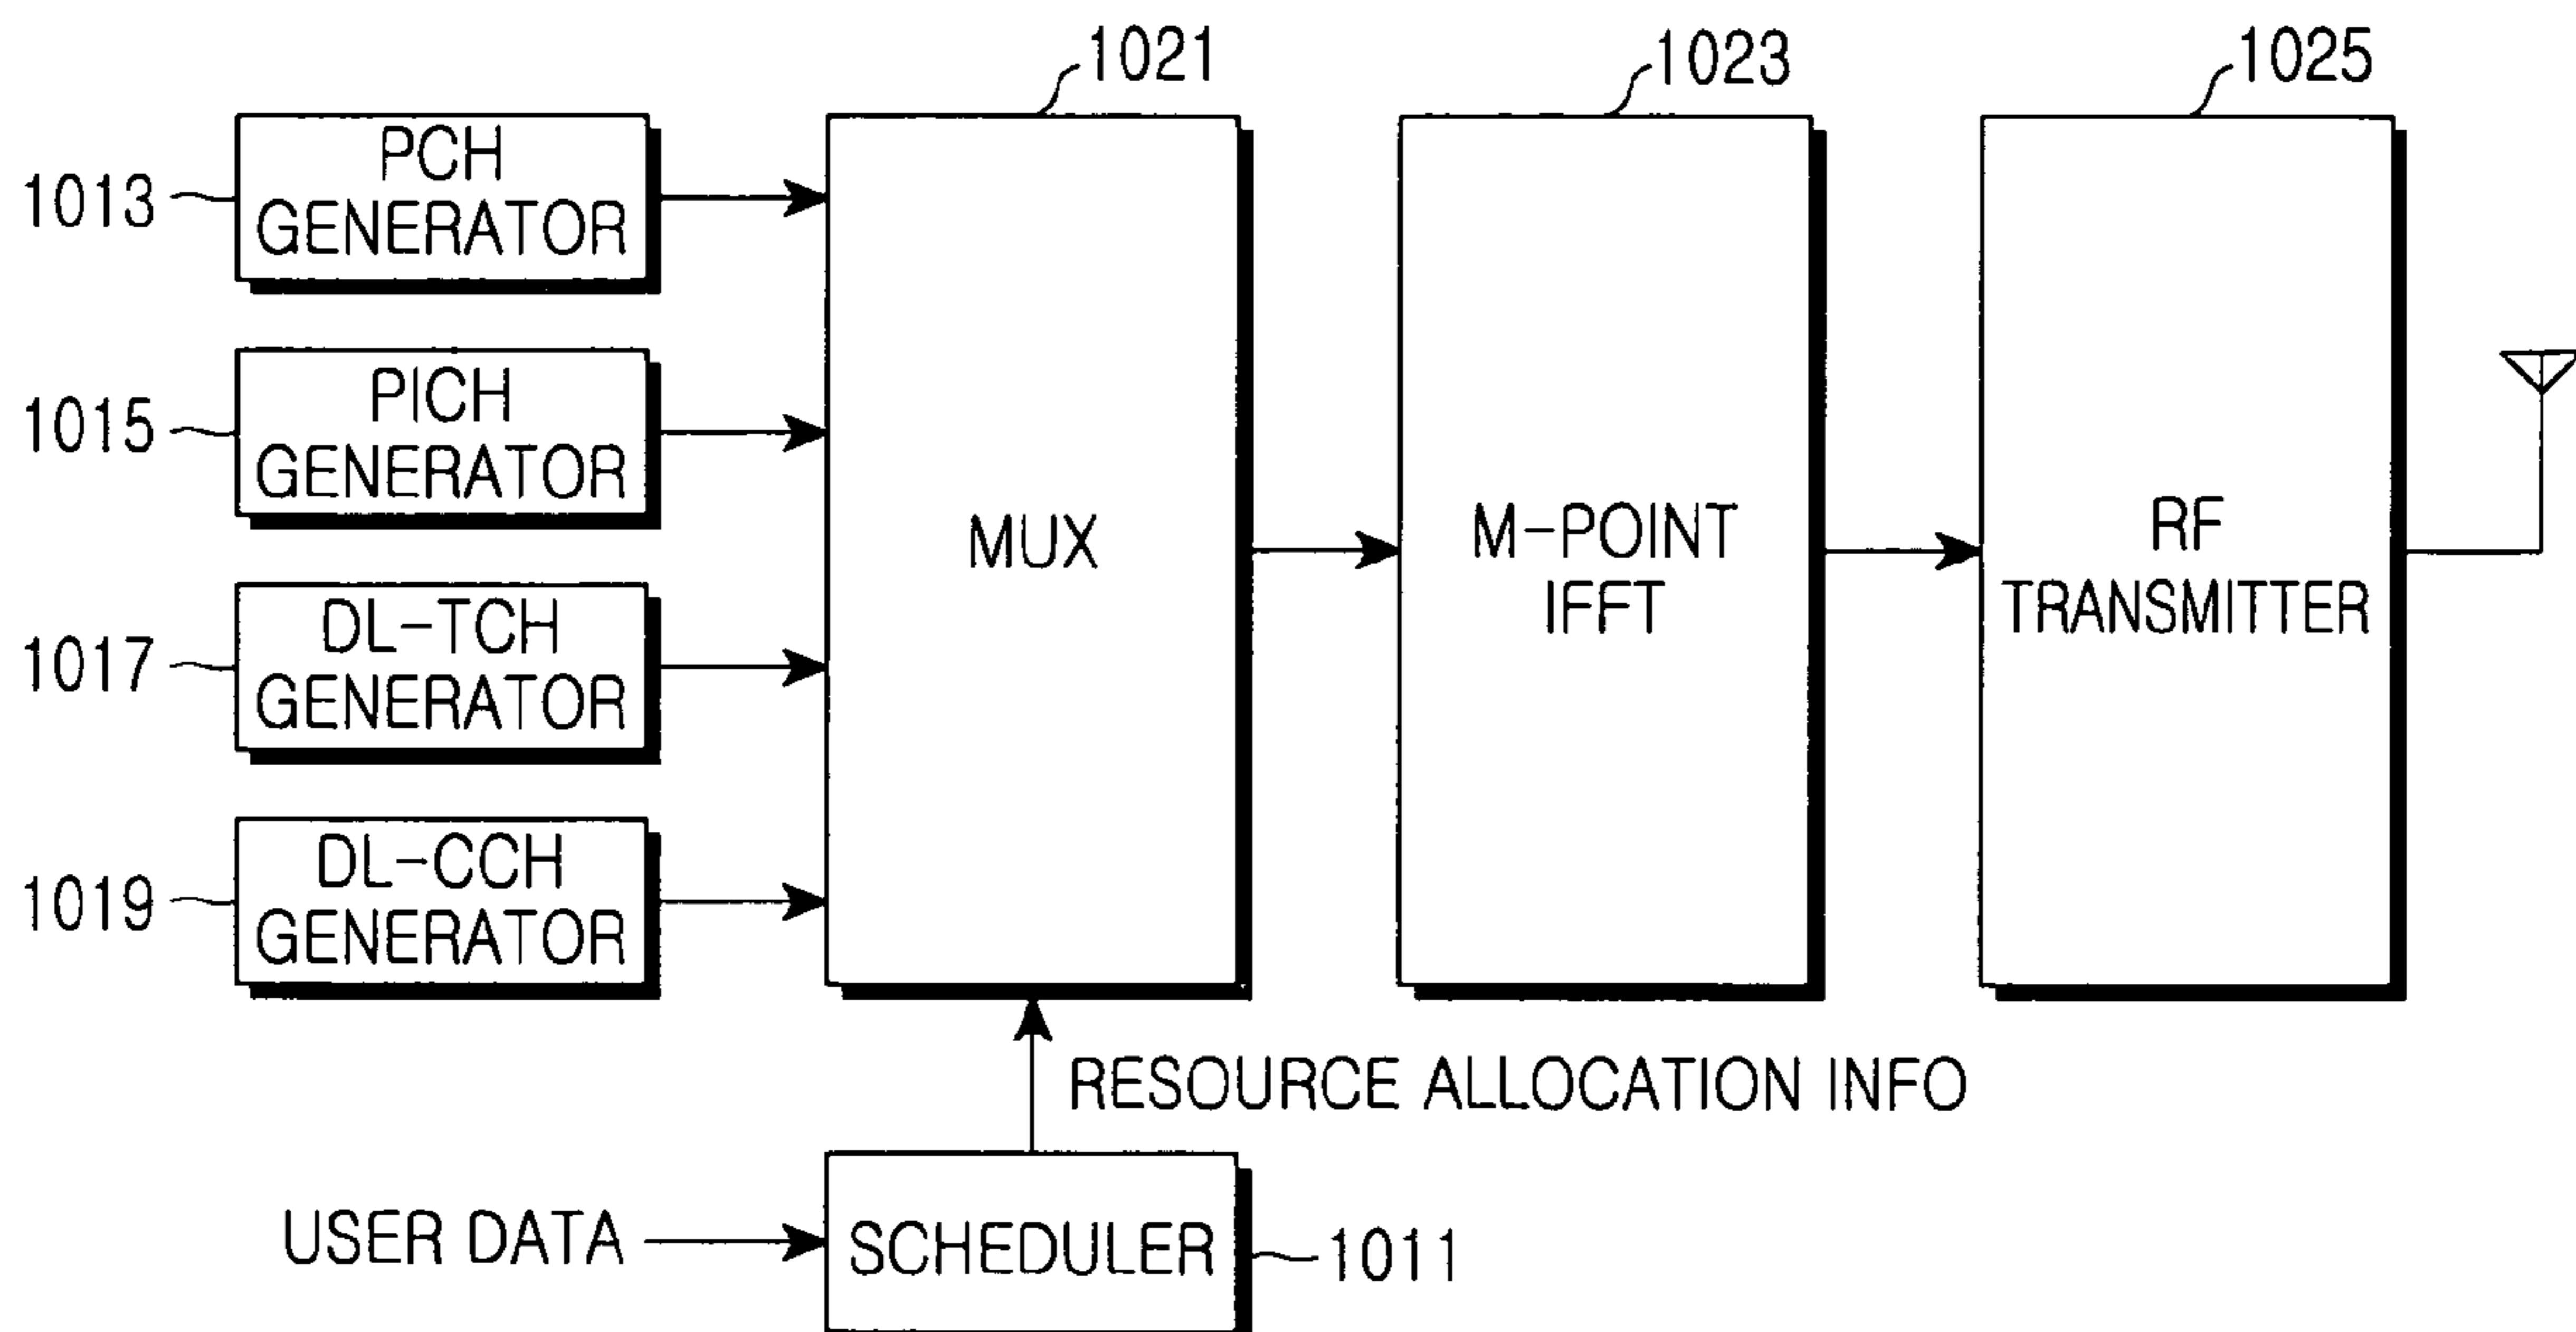 1021
1023
1025
PCH
GENERATOR
1013
PICH
GENERATOR
1015
MUX
M-POINT
IFFT
RF
TRANSMITTER
DL-TCH
GENERATOR
1017
DL-CCH
GENERATOR
1019
RESOURCE ALLOCATION INFO
USER DATA
SCHEDULER
1011